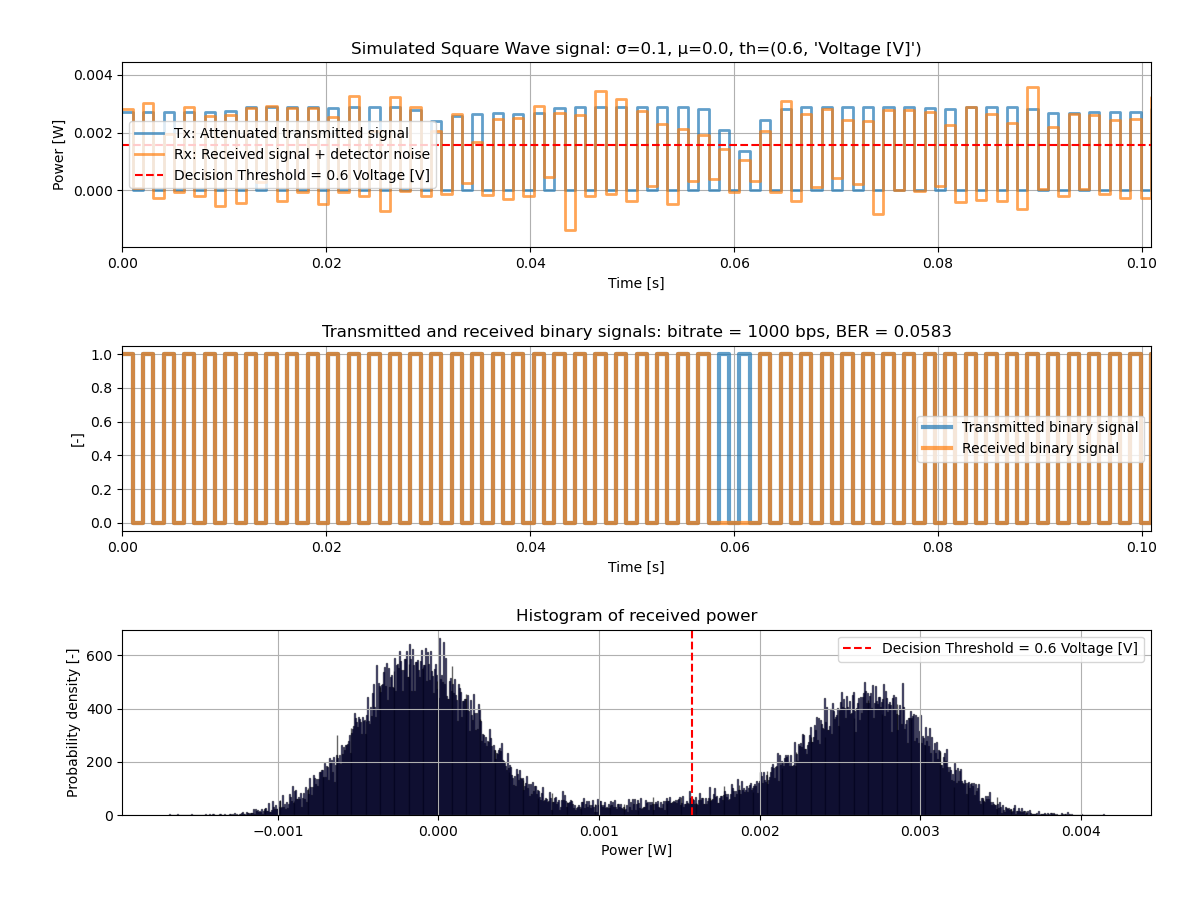 Simulated Square Wave signal: σ=0.1, μ=0.0, th=(0.6, 'Voltage [V]')
Power [W]
0.004
0.002
0.000
Tx: Attenuated transmitted signal
Rx: Received signal + detector noise
Decision Threshold = 0.6 Voltage [V]
0.00 0.02 0.04 0.06 0.08 0.10
Time [s]
Transmitted and received binary signals: bitrate = 1000 bps, BER = 0.0583
[-]
1.0
0.8
0.6
0.4
0.2
0.0
Transmitted binary signal
Received binary signal
0.00 0.02 0.04 0.06 0.08 0.10
Time [s]
Histogram of received power
Probability density [-]
600
400
200
0
Decision Threshold = 0.6 Voltage [V]
−0.001 0.000 0.001 0.002 0.003 0.004
Power [W]